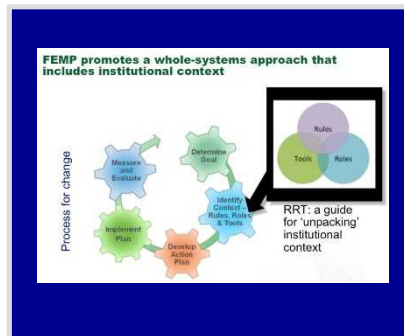 FEMP promotes a whole-systems approach that
includes institutional context
Process for change
Determine
Goal
Measure
and
Evaluate
Identify
Context –
Rules, Roles
& Tools
Implement
Plan
Develop
Action
Plan
Rules
Tools
Roles
RRT: a guide
for ‘unpacking’
institutional
context